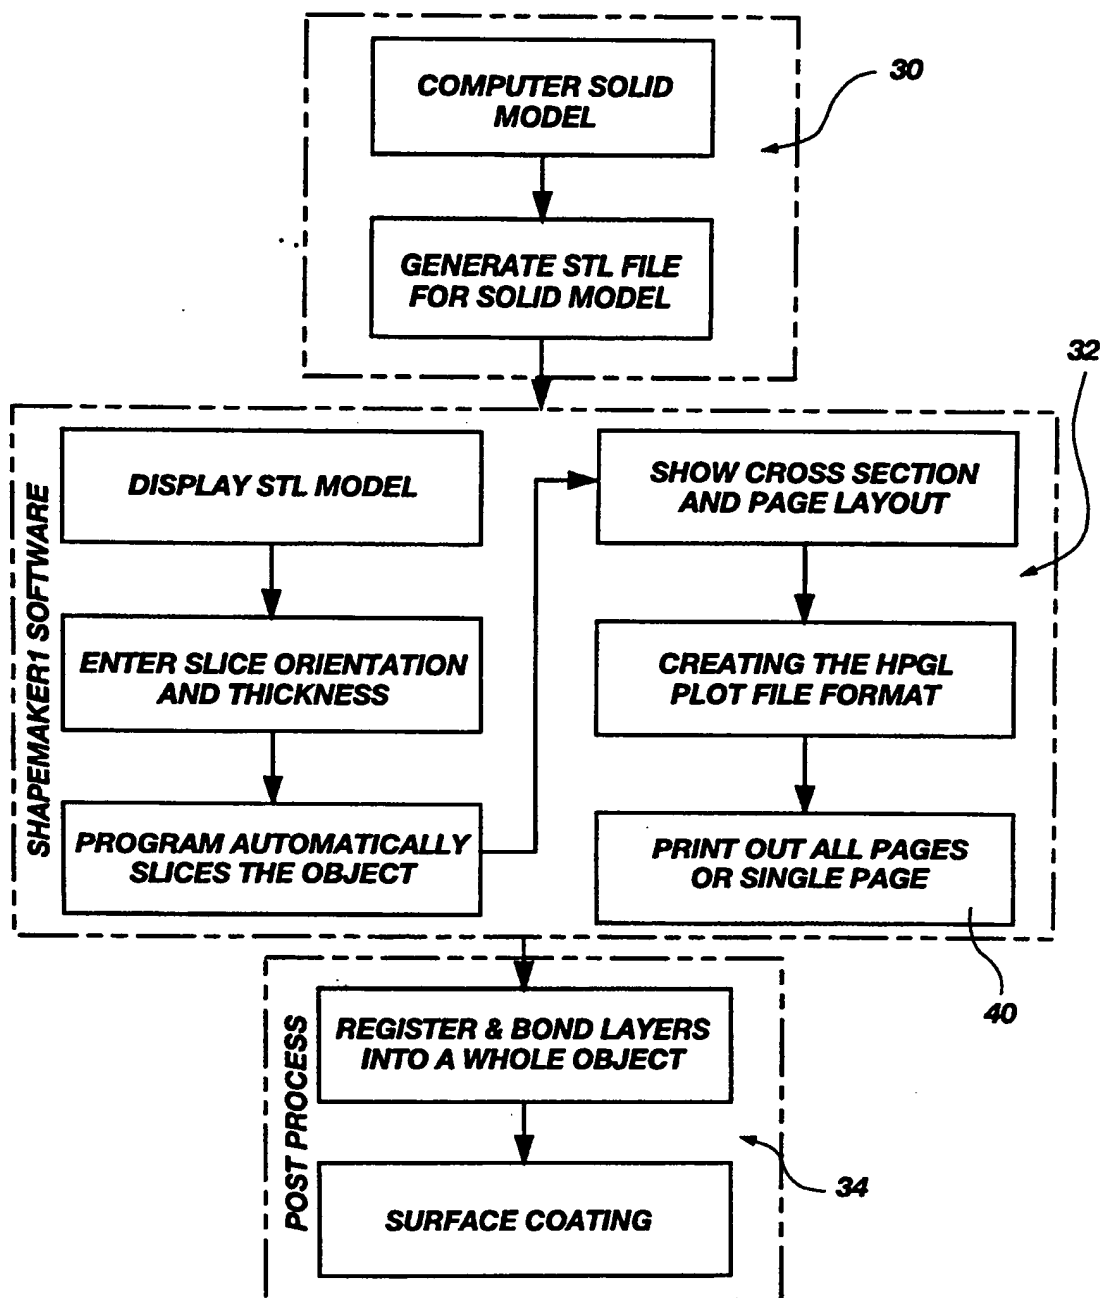 COMPUTER SOLID
MODEL
30
GENERATE STL FILE
FOR SOLID MODEL
32
SHAPEMAKER1 SOFTWARE
DISPLAY STL MODEL
ENTER SLICE ORIENTATION
AND THICKNESS
PROGRAM AUTOMATICALLY
SLICES THE OBJECT
SHOW CROSS SECTION
AND PAGE LAYOUT
CREATING THE HPGL
PLOT FILE FORMAT
PRINT OUT ALL PAGES
OR SINGLE PAGE
40
POST PROCESS
REGISTER & BOND LAYERS
INTO A WHOLE OBJECT
SURFACE COATING
34